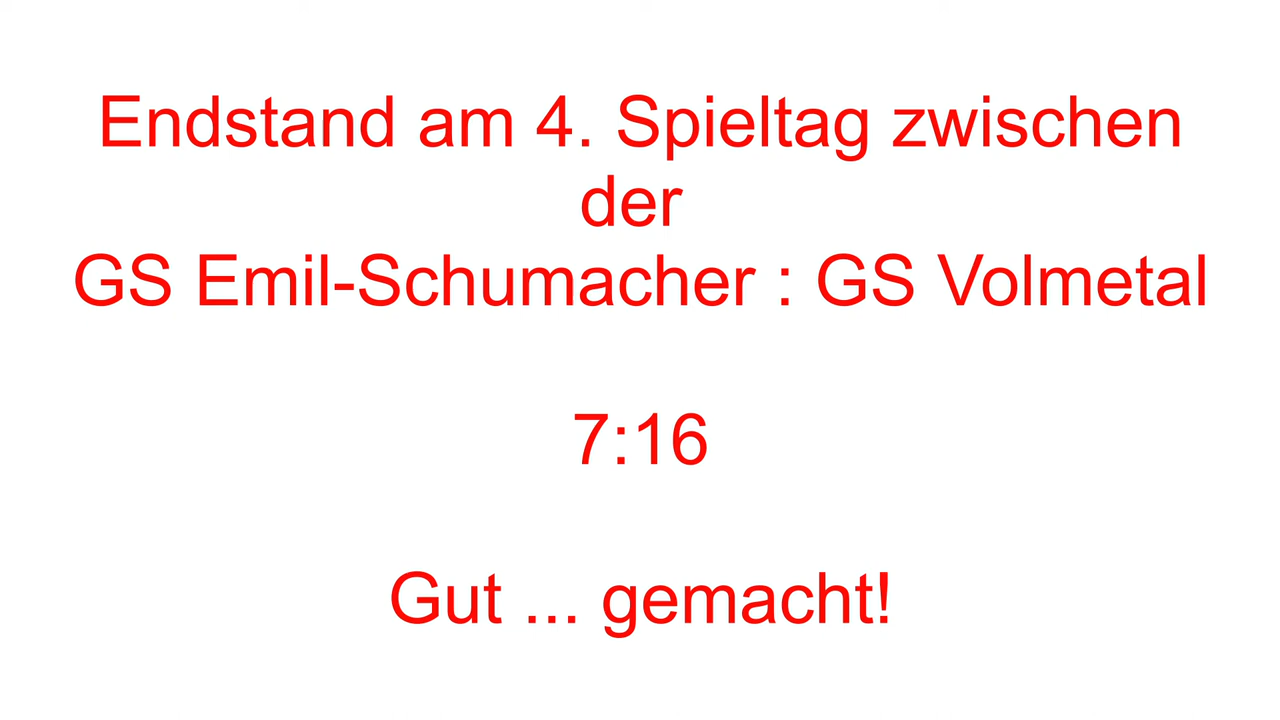 Endstand am 4. Spieltag zwischen
der
GS Emil-Schumacher : GS Volmetal
7:16
Gut ... gemacht!